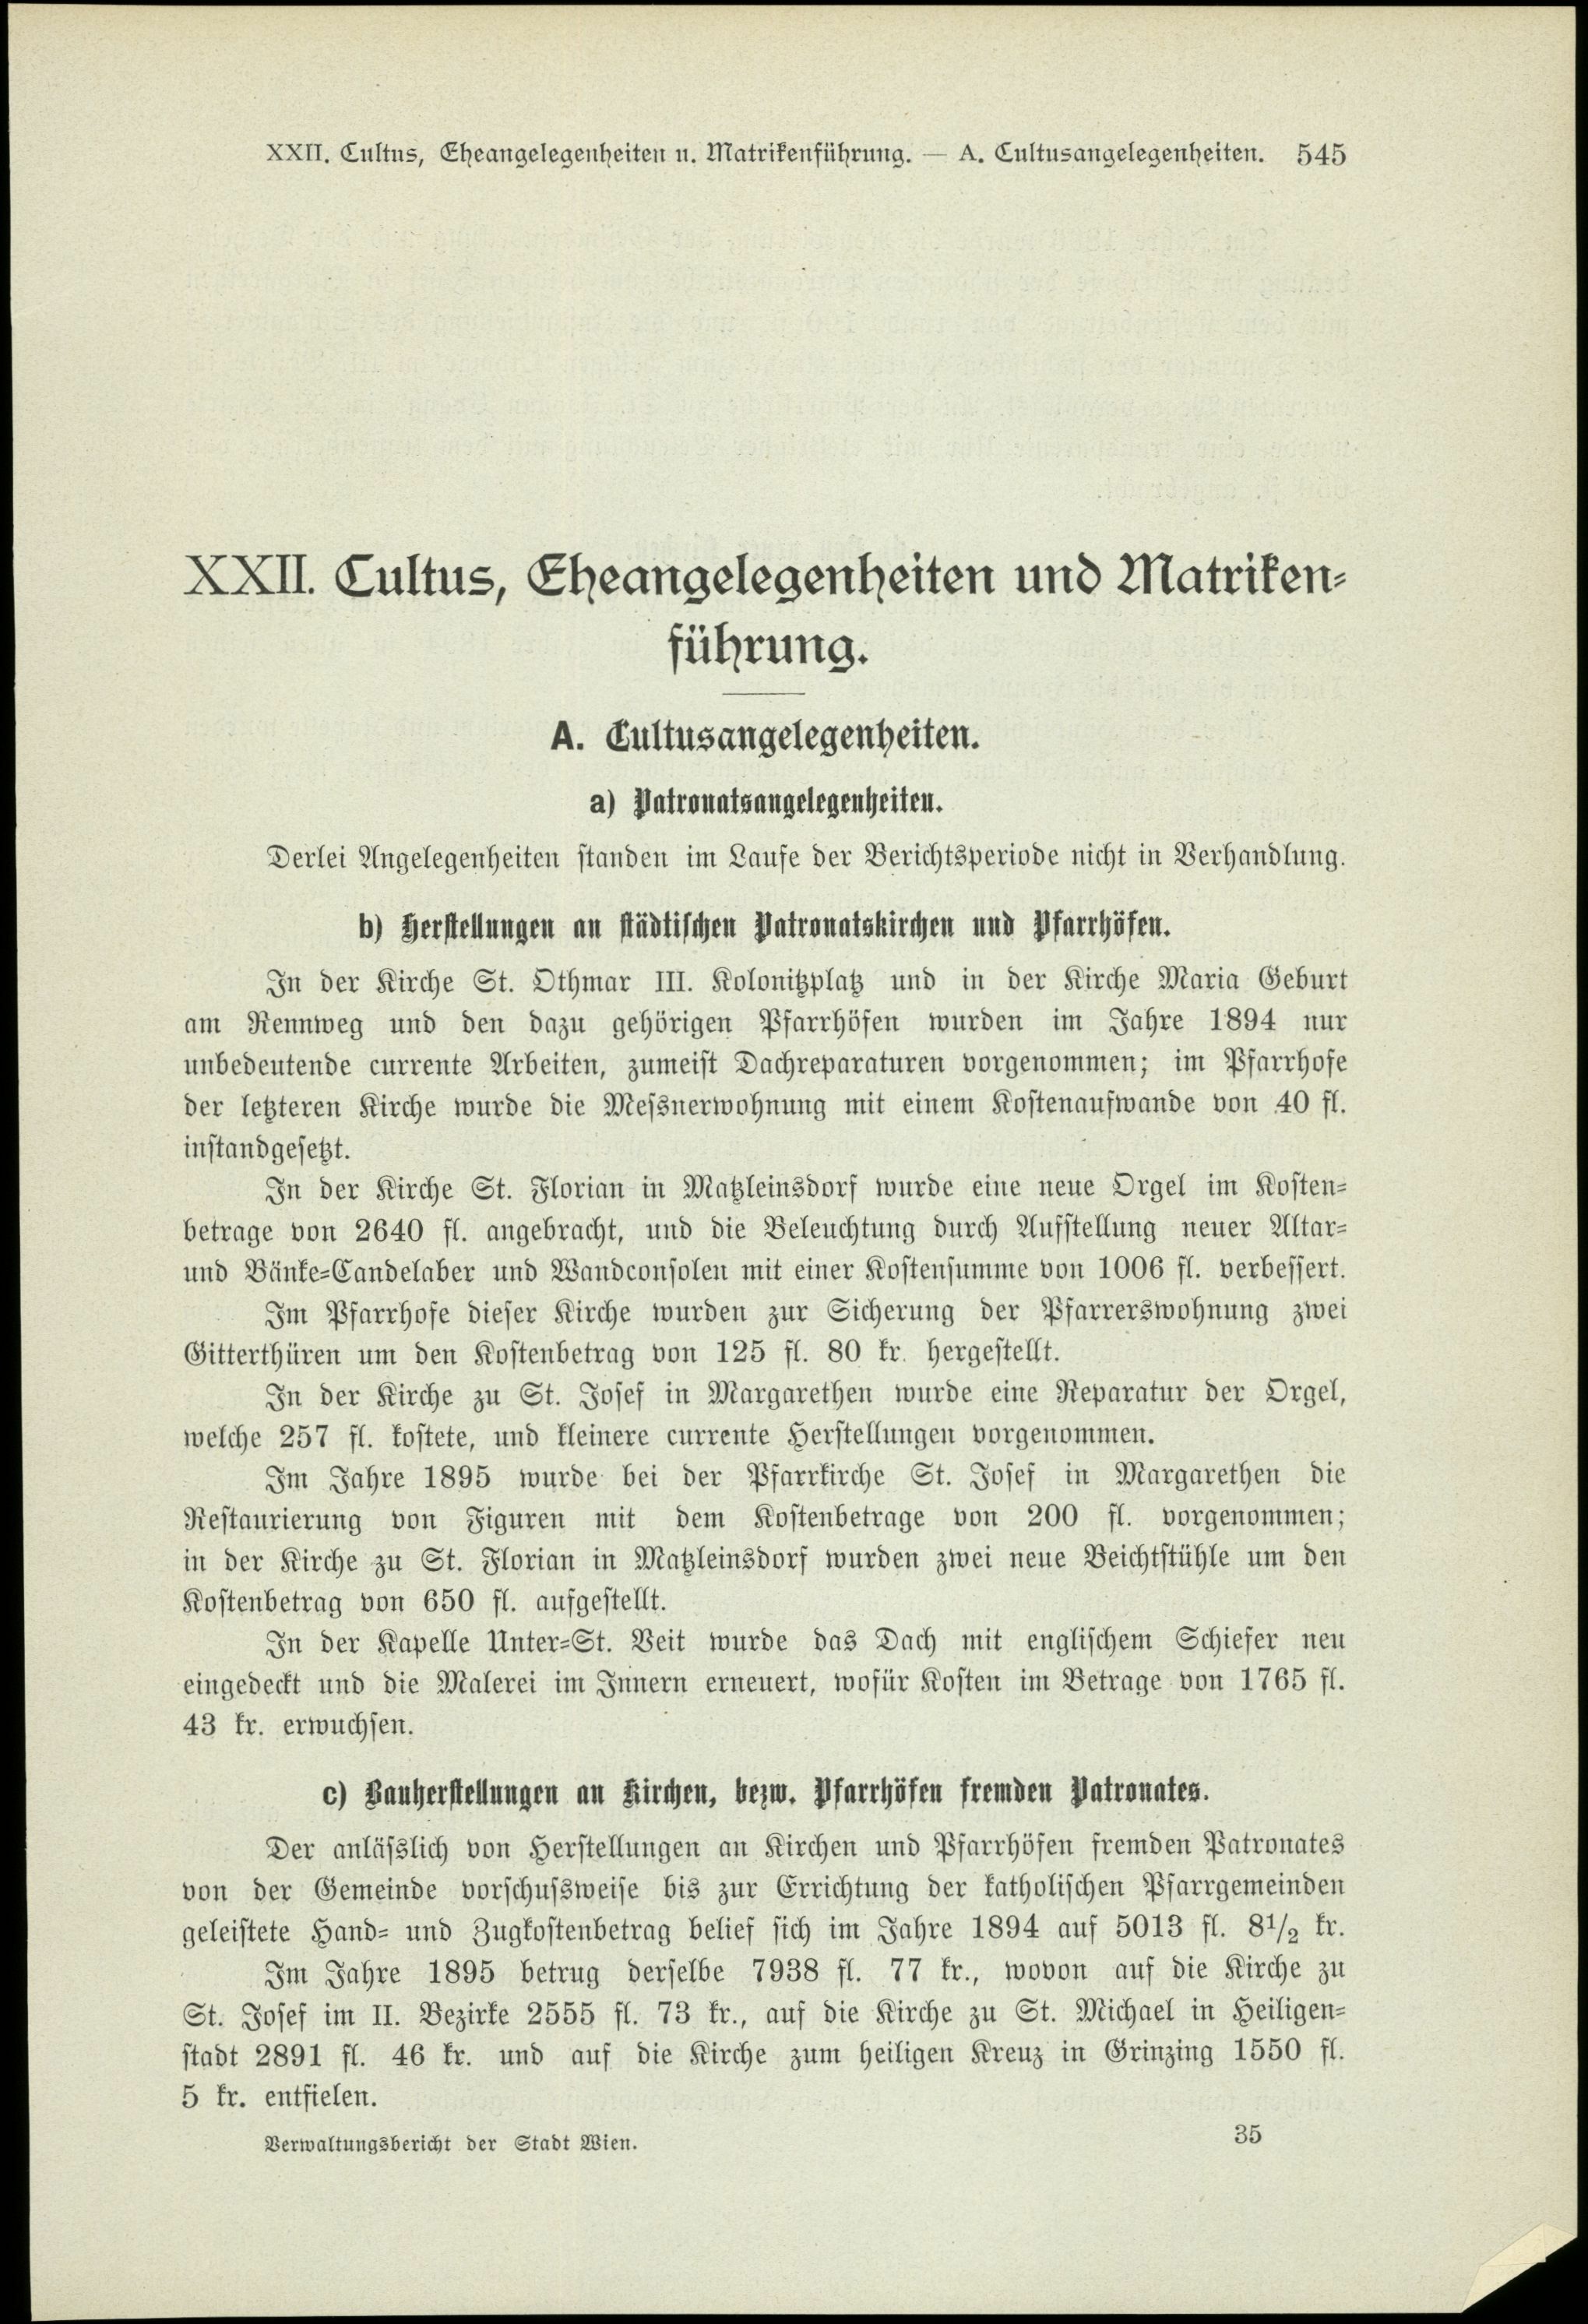 XXII. Cultus, Eheangelegenheiten u. Matrikenführung. — A. Cultusangelegenheiten. 545
XXII. Cultus, Eheangelegenheiten und Matriken-
führung.
A. Cultusangelegenheiten.
a) Patronatsangelegenheiten.
Derlei Angelegenheiten standen im Laufe der Berichtsperiode nicht in Verhandlung.
b) Herstellungen an städtischen Patronatskirchen und Pfarrhöfen.
In der Kirche St. Othmar III. Kolonitzplatz und in der Kirche Maria Geburt
am Rennweg und den dazu gehörigen Pfarrhöfen wurden im Jahre 1894 nur
unbedeutende currente Arbeiten, zumeist Dachreparaturen vorgenommen; im Pfarrhofe
der letzteren Kirche wurde die Messnerwohnung mit einem Kostenaufwande von 40 fl.
instandgesetzt.
In der Kirche St. Florian in Matzleinsdorf wurde eine neue Orgel im Kosten-
betrage von 2640 fl. angebracht, und die Beleuchtung durch Aufstellung neuer Altar-
und Bänke-Candelaber und Wandconsolen mit einer Kostensumme von 1006 fl. verbessert.
Im Pfarrhofe dieser Kirche wurden zur Sicherung der Pfarrerswohnung zwei
Gitterthüren um den Kostenbetrag von 125 fl. 80 kr. hergestellt.
In der Kirche zu St. Josef in Margarethen wurde eine Reparatur der Orgel,
welche 257 fl. kostete, und kleinere currente Herstellungen vorgenommen.
Im Jahre 1895 wurde bei der Pfarrkirche St. Josef in Margarethen die
Restaurierung von Figuren mit dem Kostenbetrage von 200 fl. vorgenommen;
in der Kirche zu St. Florian in Matzleinsdorf wurden zwei neue Beichtstühle um den
Kostenbetrag von 650 fl. aufgestellt.
In der Kapelle Unter-St. Veit wurde das Dach mit englischem Schiefer neu
eingedeckt und die Malerei im Innern erneuert, wofür Kosten im Betrage von 1765 fl.
43 kr. erwuchsen.
c) Bauherstellungen an Kirchen, bezw. Pfarrhöfen fremden Patronates.
Der anlässlich von Herstellungen an Kirchen und Pfarrhöfen fremden Patronates
von der Gemeinde vorschussweise bis zur Errichtung der katholischen Pfarrgemeinden
geleistete Hand- und Zugkostenbetrag belief sich im Jahre 1894 auf 5013 fl. 8½ kr.
Im Jahre 1895 betrug derselbe 7938 fl. 77 kr., wovon auf die Kirche zu
St. Josef im II. Bezirke 2555 fl. 73 kr., auf die Kirche zu St. Michael in Heiligen-
stadt 2891 fl. 46 kr. und auf die Kirche zum heiligen Kreuz in Grinzing 1550 fl.
5 kr. entfielen.
Verwaltungsbericht der Stadt Wien. 35